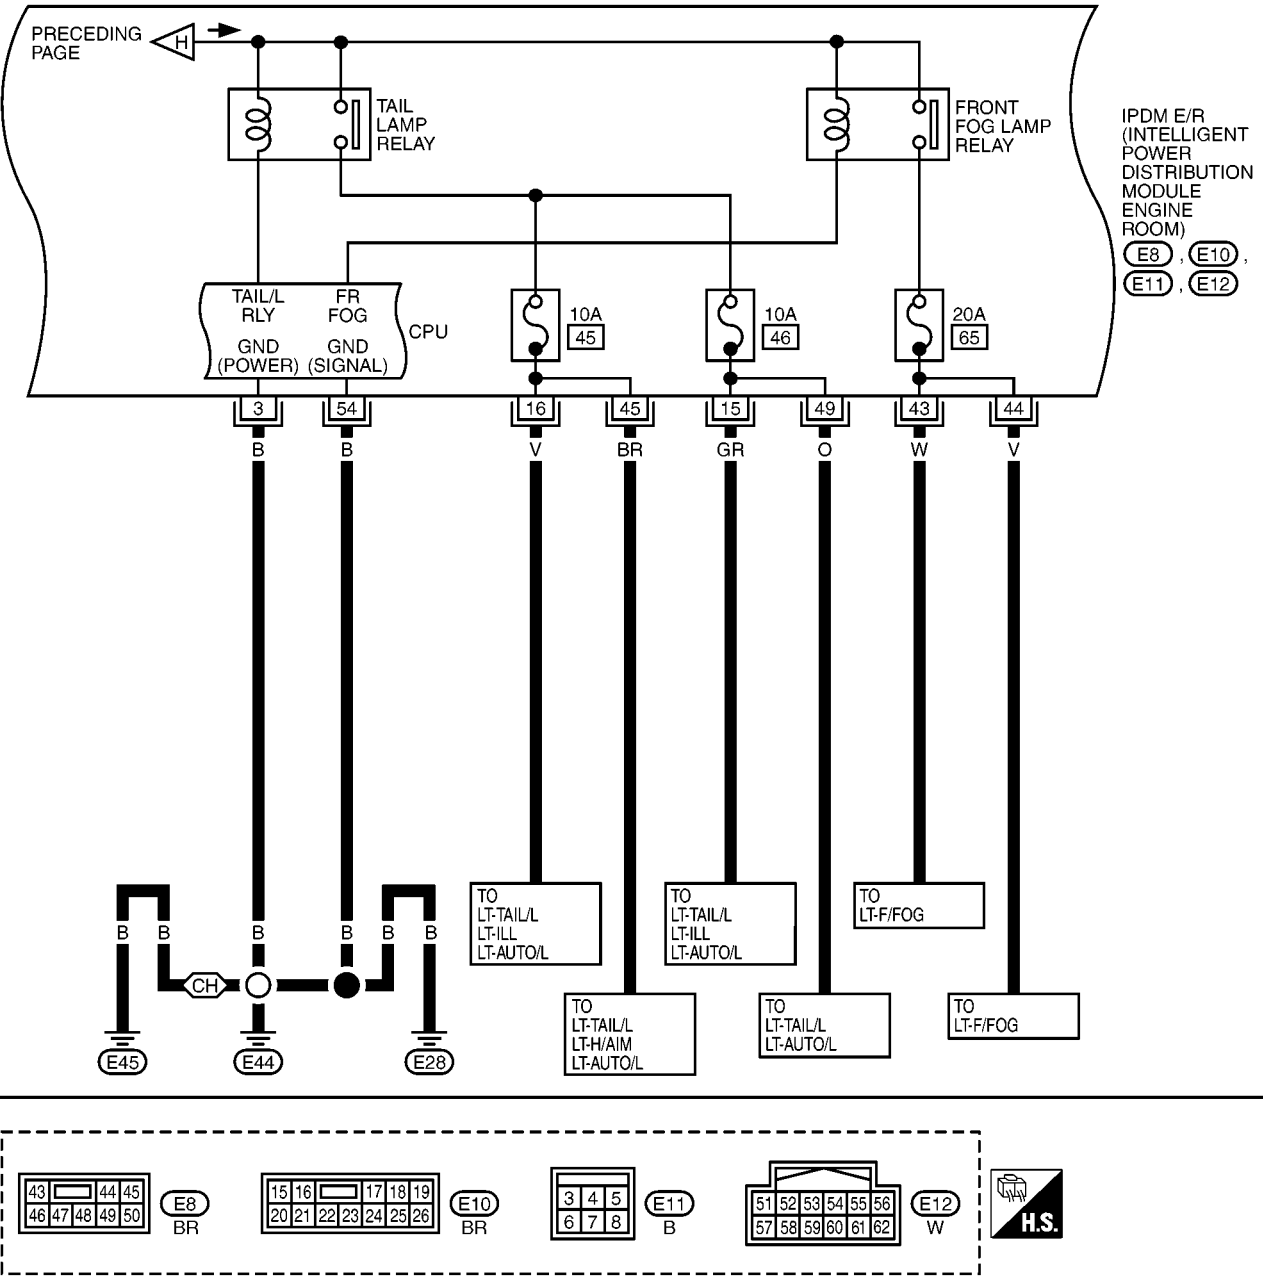 PRECEDING
PAGE
H
TAIL
LAMP
RELAY
FRONT
FOG LAMP
RELAY
IPDM E/R
(INTELLIGENT
POWER
DISTRIBUTION
MODULE
ENGINE
ROOM)
E8 , E10 ,
E11 , E12
TAIL/L
RLY
GND
(POWER)
FR
FOG
GND
(SIGNAL)
CPU
10A
45
10A
46
20A
65
3 54 16 45 15 49 43 44
B B V BR GR O W V
TO
LT-TAIL/L
LT-ILL
LT-AUTO/L
TO
LT-TAIL/L
LT-ILL
LT-AUTO/L
TO
LT-F/FOG
B B B B B B
CH
TO
LT-TAIL/L
LT-H/AIM
LT-AUTO/L
TO
LT-TAIL/L
LT-AUTO/L
TO
LT-F/FOG
E45 E44 E28
43 44 45
46 47 48 49 50
E8
BR
15 16 17 18 19
20 21 22 23 24 25 26
E10
BR
3 4 5
6 7 8
E11
B
51 52 53 54 55 56
57 58 59 60 61 62
E12
W
H.S.